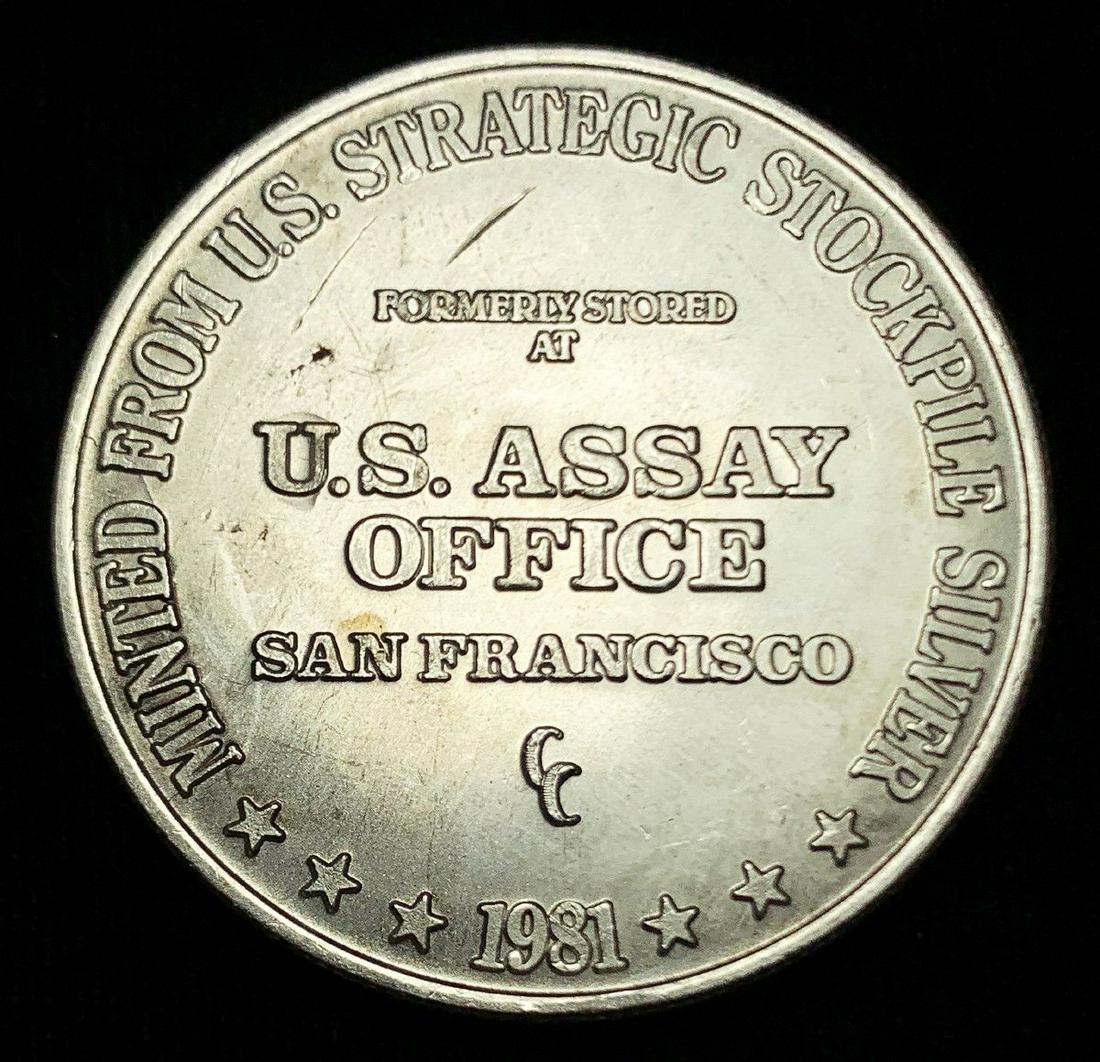 MINTED FROM U.S. STRATEGIC STOCKPILE SILVER
FORMERLY STORED
AT
U.S. ASSAY
OFFICE
SAN FRANCISCO
CC
1981